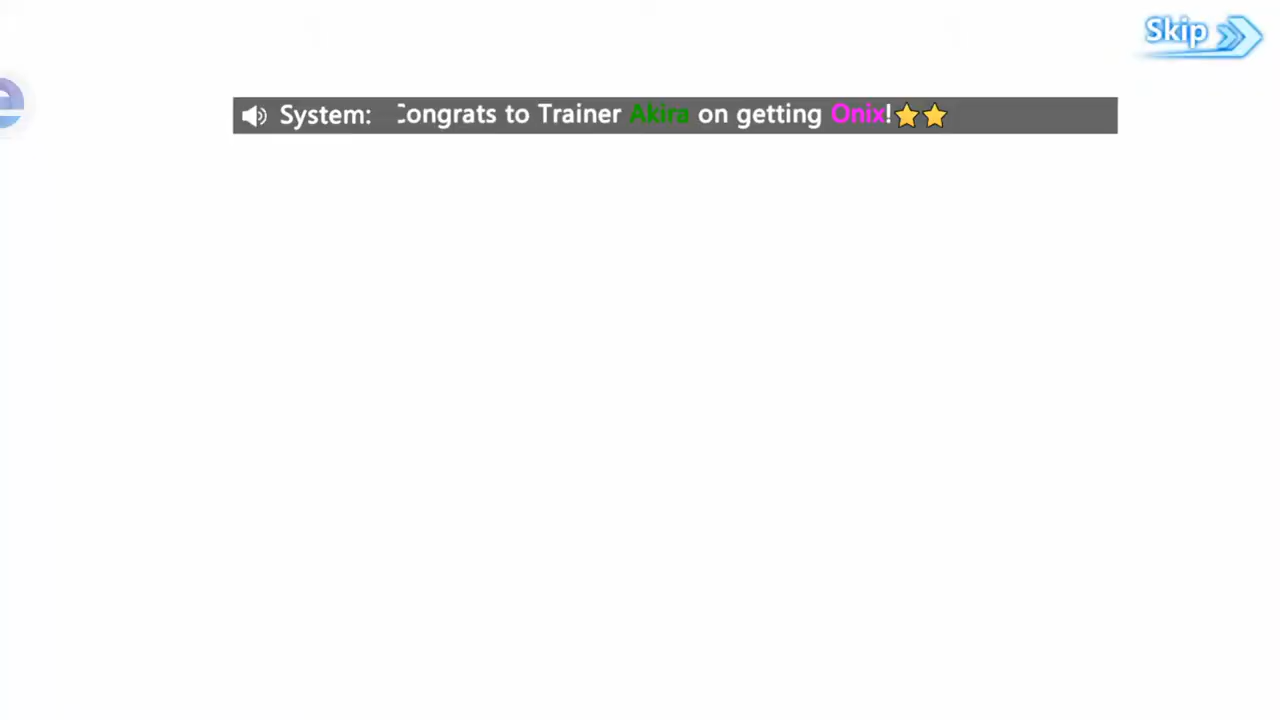 Skip
System: Congrats to Trainer Akira on getting Onix!⭐⭐